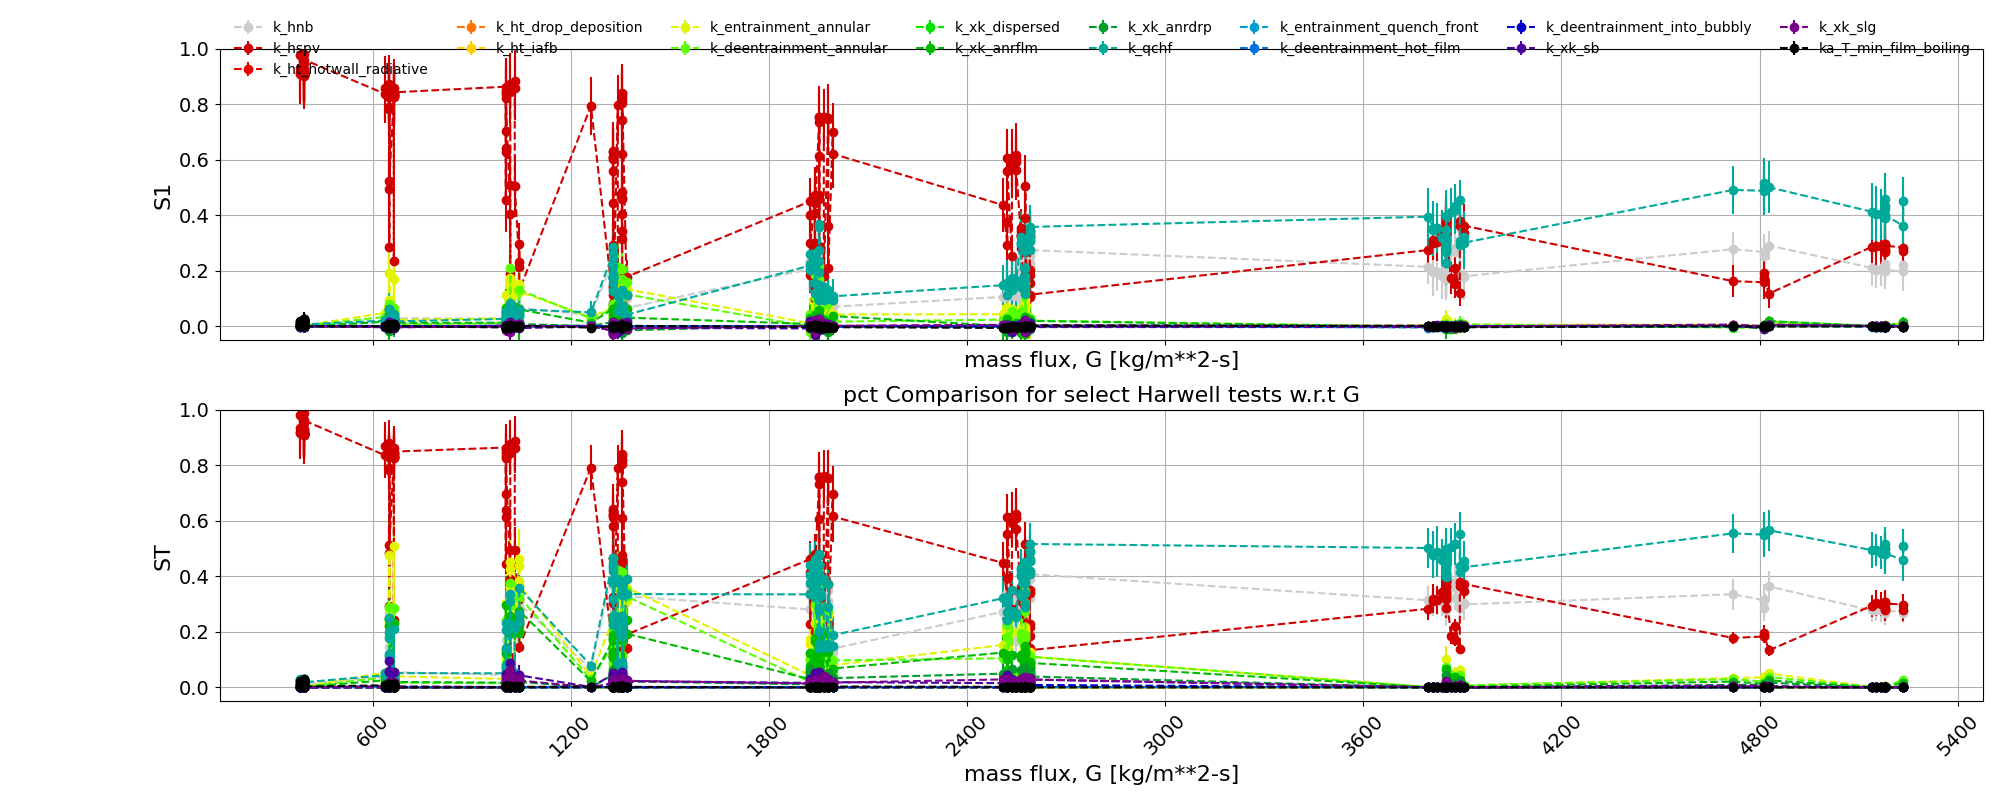 k_hnb k_ht_drop_deposition k_entrainment_annular k_xk_dispersed k_xk_anrdrp k_entrainment_quench_front k_deentrainment_into_bubbly k_xk_slg
k_hspv k_ht_iafb k_deentrainment_annular k_xk_anrflm k_qchf k_deentrainment_hot_film k_xk_sb ka_T_min_film_boiling
k_ht_hotwall_radiative
1.0
0.8
0.6
0.4
0.2
0.0
S1
mass flux, G [kg/m**2-s]
pct Comparison for select Harwell tests w.r.t G
1.0
0.8
0.6
0.4
0.2
0.0
ST
600 1200 1800 2400 3000 3600 4200 4800 5400
mass flux, G [kg/m**2-s]